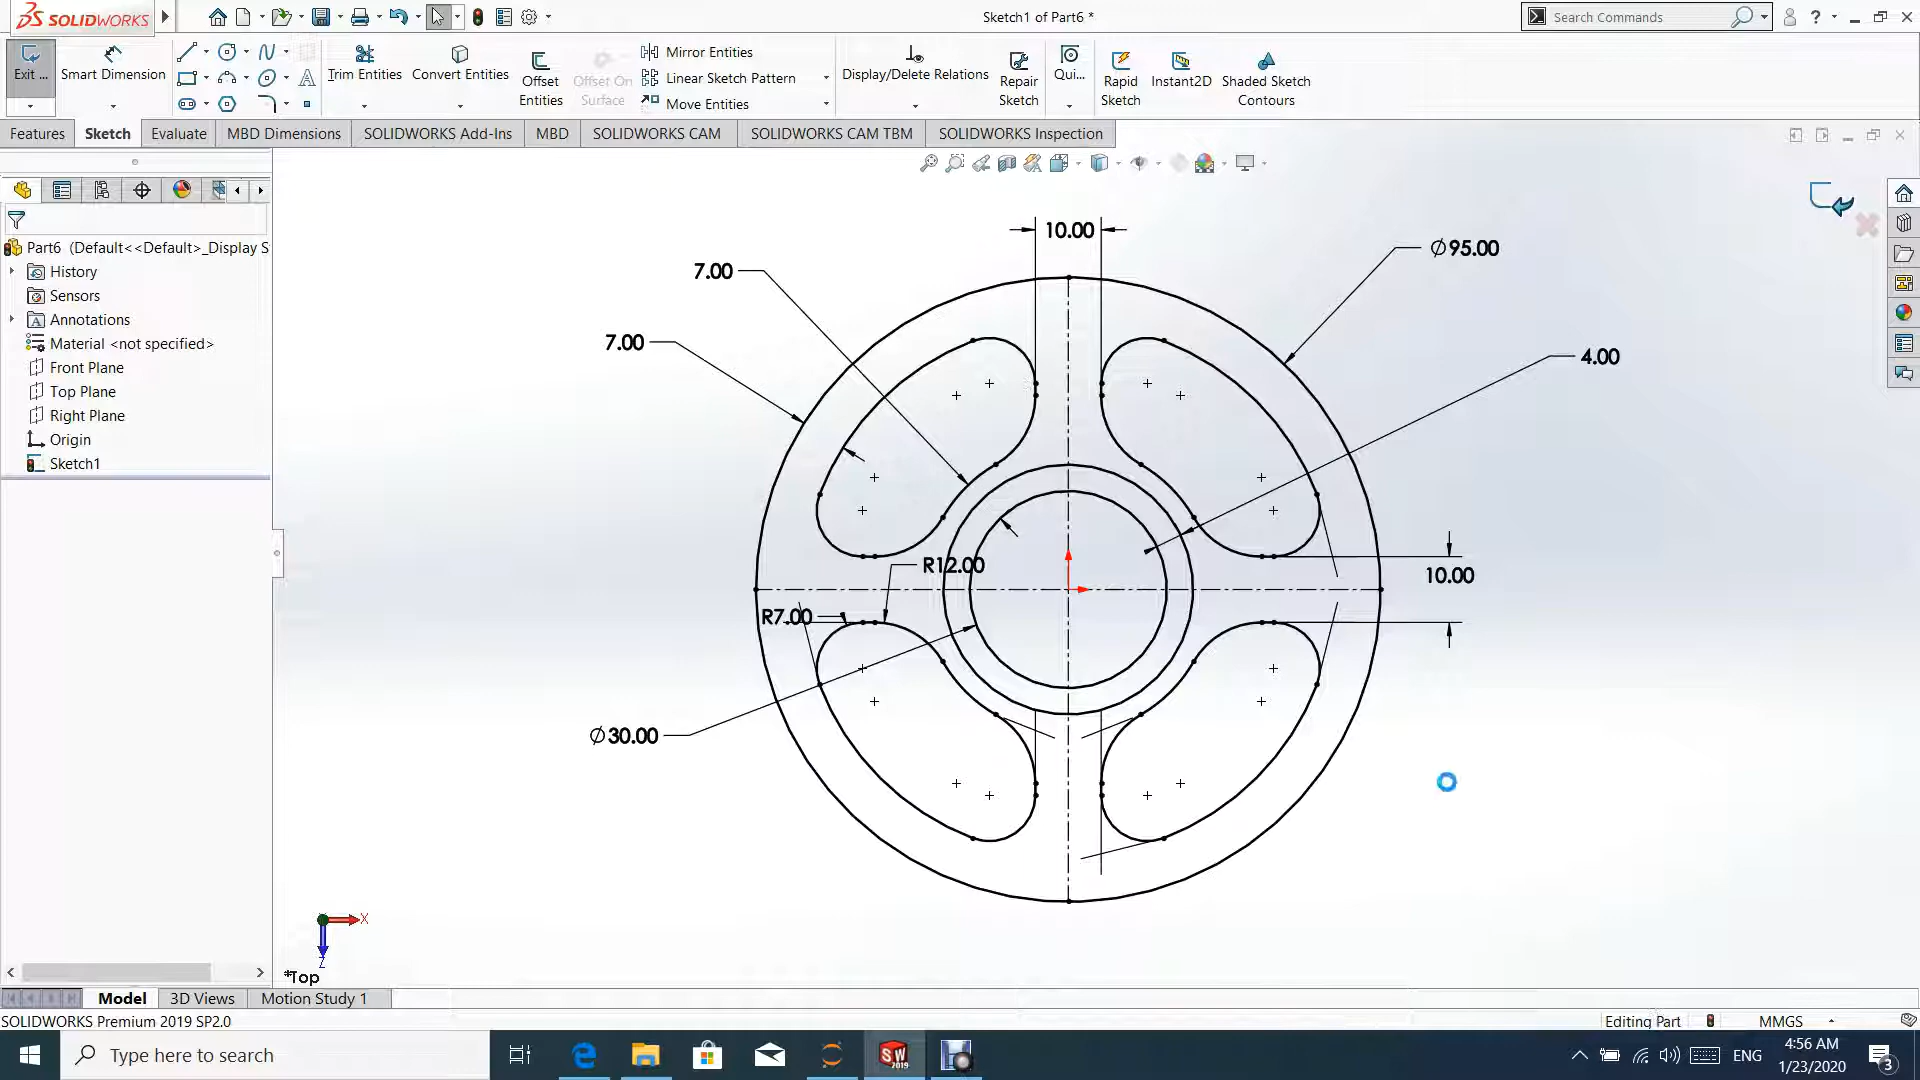 SOLIDWORKS
Sketch1 of Part6 *
Search Commands
Exit ...
Smart Dimension
Trim Entities
Convert Entities
Offset Entities
Offset On Surface
Mirror Entities
Linear Sketch Pattern
Move Entities
Display/Delete Relations
Repair Sketch
Qui...
Rapid Sketch
Instant2D
Shaded Sketch Contours
Features
Sketch
Evaluate
MBD Dimensions
SOLIDWORKS Add-Ins
MBD
SOLIDWORKS CAM
SOLIDWORKS CAM TBM
SOLIDWORKS Inspection
Part6 (Default<<Default>_Display S
History
Sensors
Annotations
Material <not specified>
Front Plane
Top Plane
Right Plane
Origin
Sketch1
10.00
Ø95.00
7.00
7.00
4.00
R12.00
10.00
R7.00
Ø30.00
X
Z
*Top
Model
3D Views
Motion Study 1
SOLIDWORKS Premium 2019 SP2.0
Editing Part
MMGS
Type here to search
SW
2019
ENG
4:56 AM
1/23/2020
3